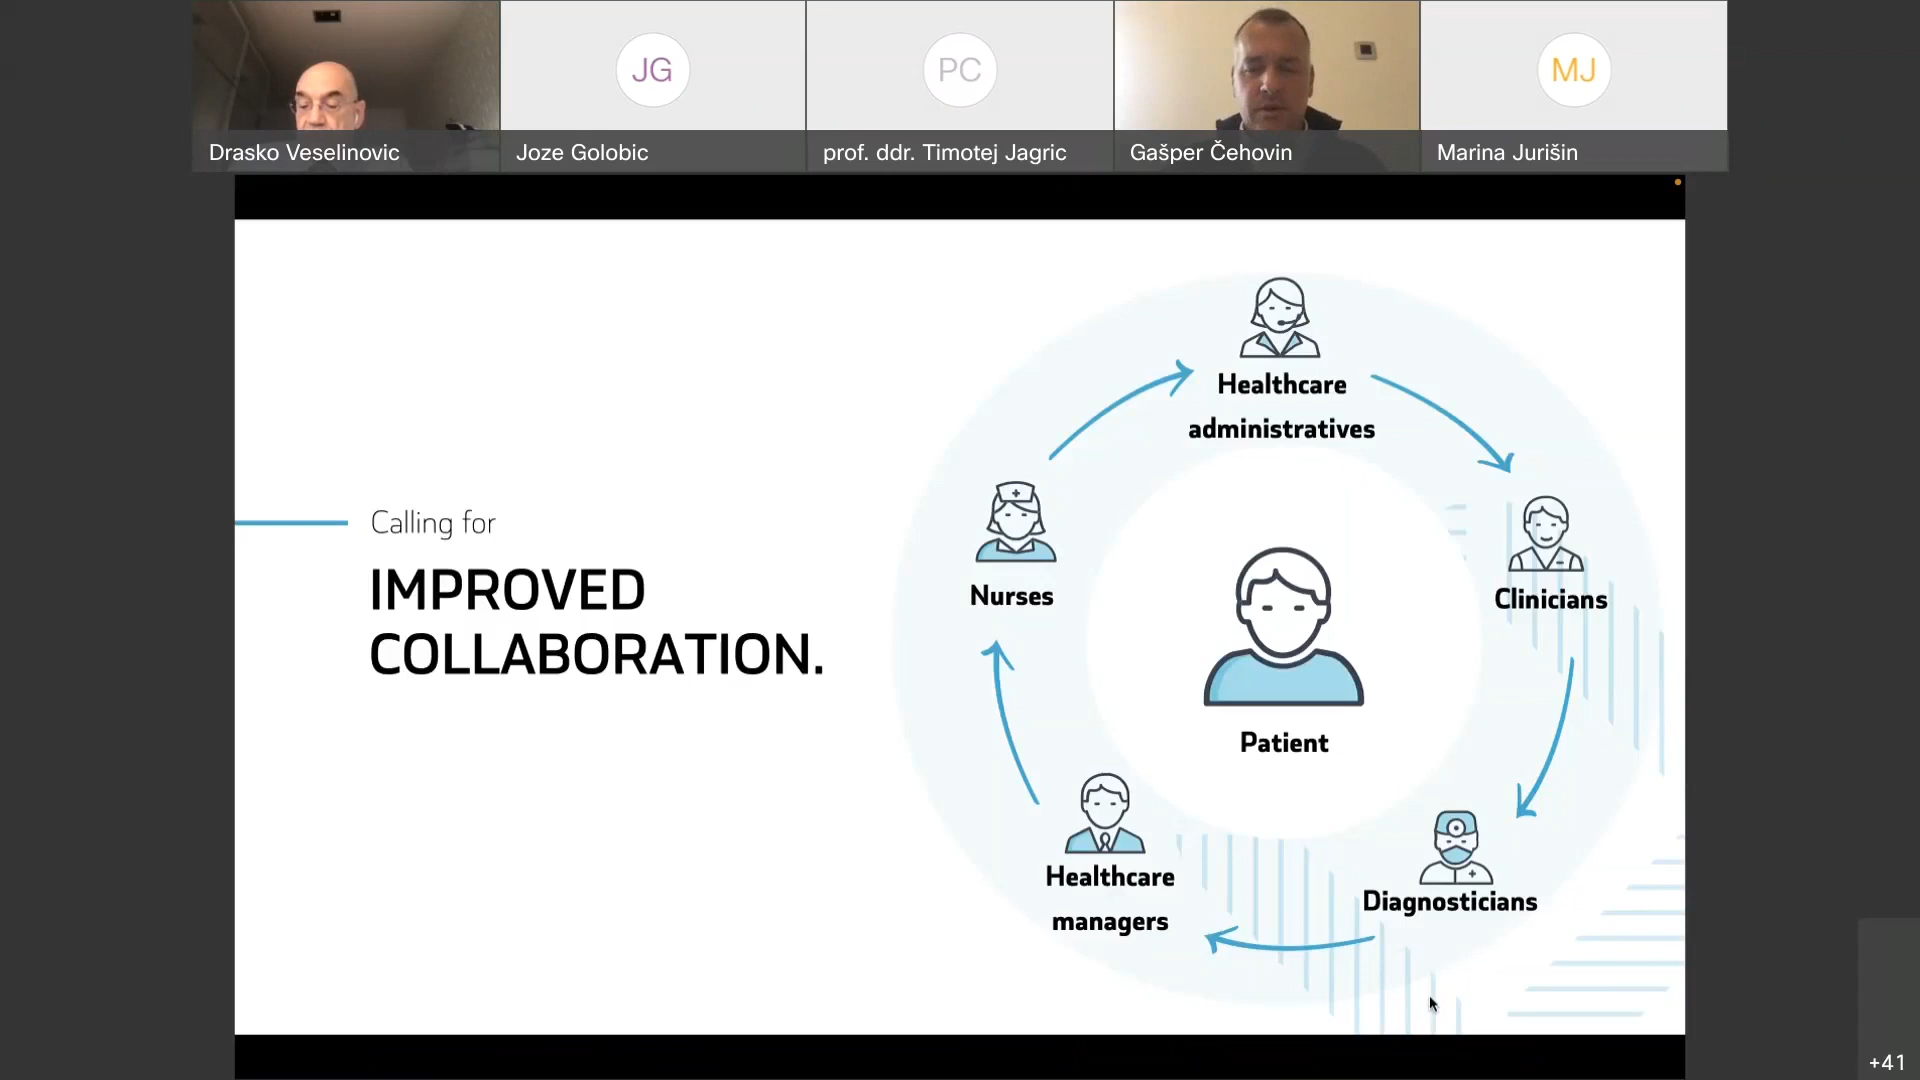 JG
PC
MJ
Drasko Veselinovic
Joze Golobic
prof. ddr. Timotej Jagric
Gašper Čehovin
Marina Jurišin
Calling for
IMPROVED
COLLABORATION.
Healthcare
administratives
Nurses
Clinicians
Patient
Healthcare
managers
Diagnosticians
+41